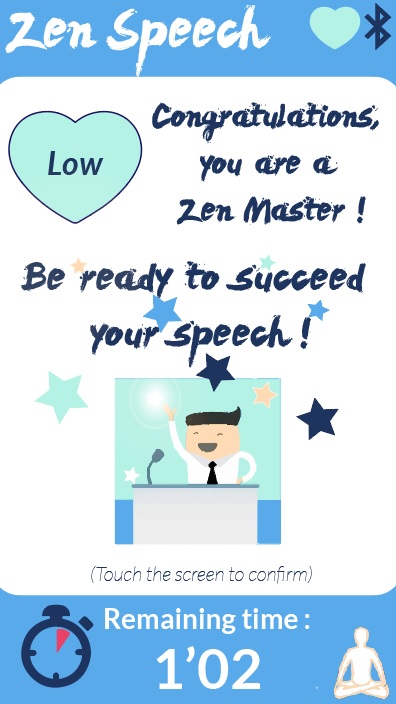 Zen Speech
Low
Congratulations,
you are a
Zen Master !
Be ready to succeed
your speech !
(Touch the screen to confirm)
Remaining time :
1’02